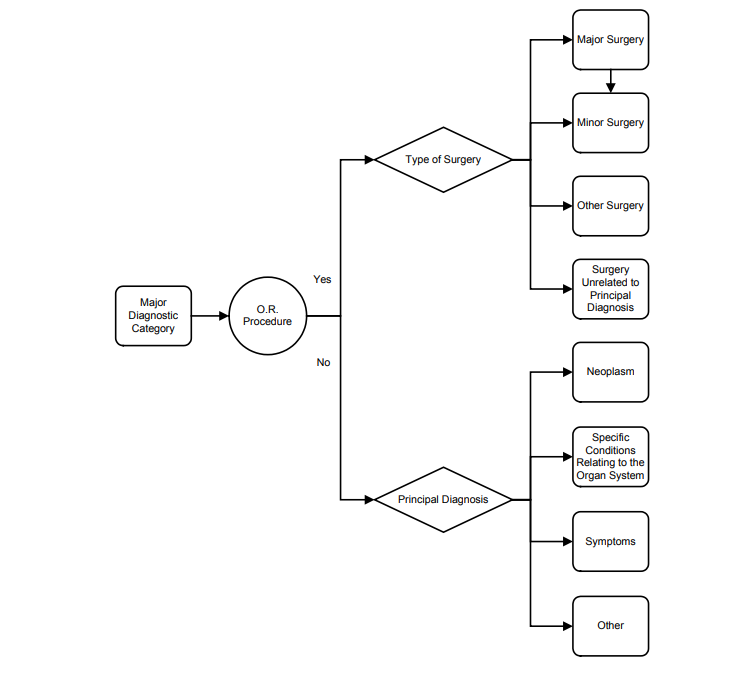 Major Surgery
Minor Surgery
Type of Surgery
Other Surgery
Surgery
Unrelated to
Principal
Diagnosis
Yes
Major
Diagnostic
Category
O.R.
Procedure
No
Neoplasm
Specific
Conditions
Relating to the
Organ System
Principal Diagnosis
Symptoms
Other